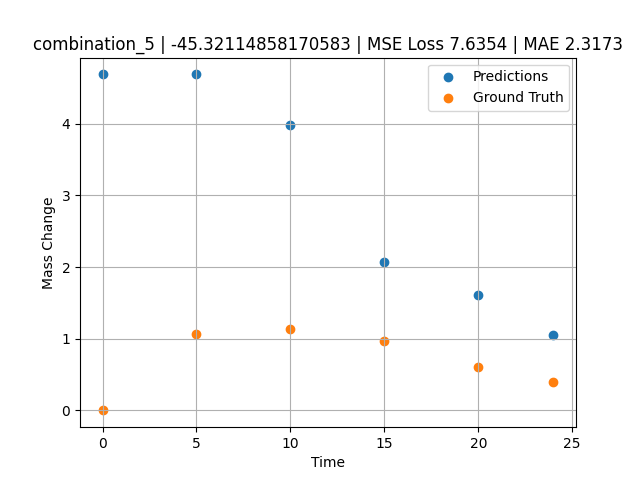 combination_5 | -45.32114858170583 | MSE Loss 7.6354 | MAE 2.3173
Predictions
Ground Truth
4
3
2
1
0
Mass Change
0 5 10 15 20 25
Time